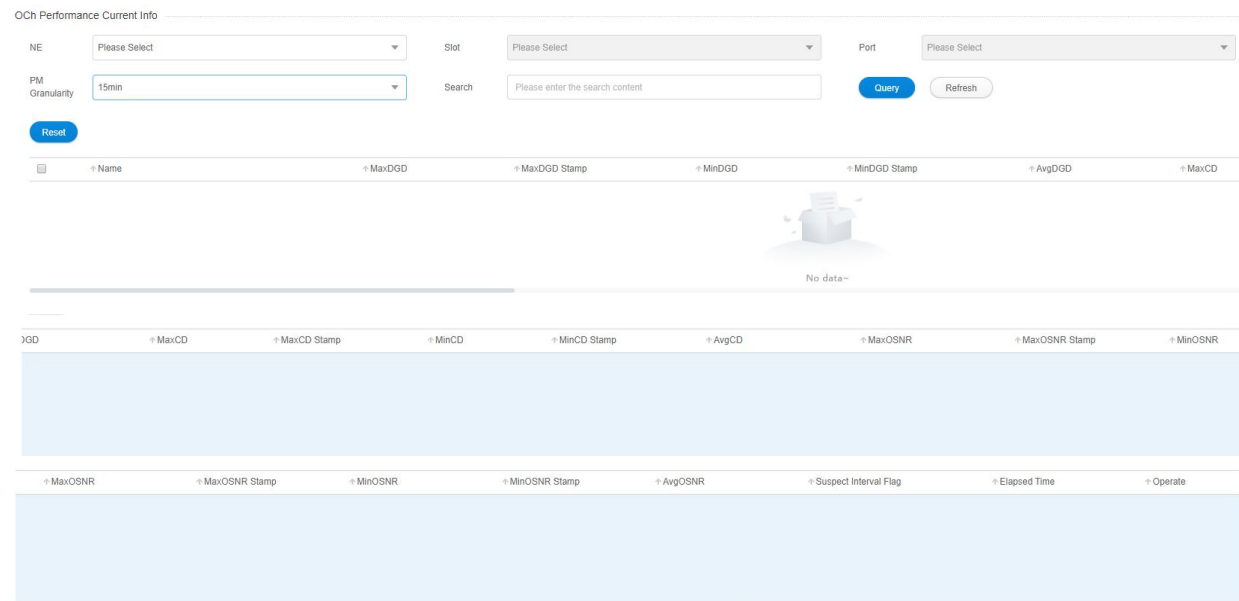 OCh Performance Current Info
NE Please Select Slot Please Select Port Please Select
PM
Granularity 15min Search Please enter the search content Query Refresh
Reset
Name MaxDGD MaxDGD Stamp MinDGD MinDGD Stamp AvgDGD MaxCD
No data~
GD MaxCD MaxCD Stamp MinCD MinCD Stamp AvgCD MaxOSNR MaxOSNR Stamp MinOSNR
MaxOSNR MaxOSNR Stamp MinOSNR MinOSNR Stamp AvgOSNR Suspect Interval Flag Elapsed Time Operate